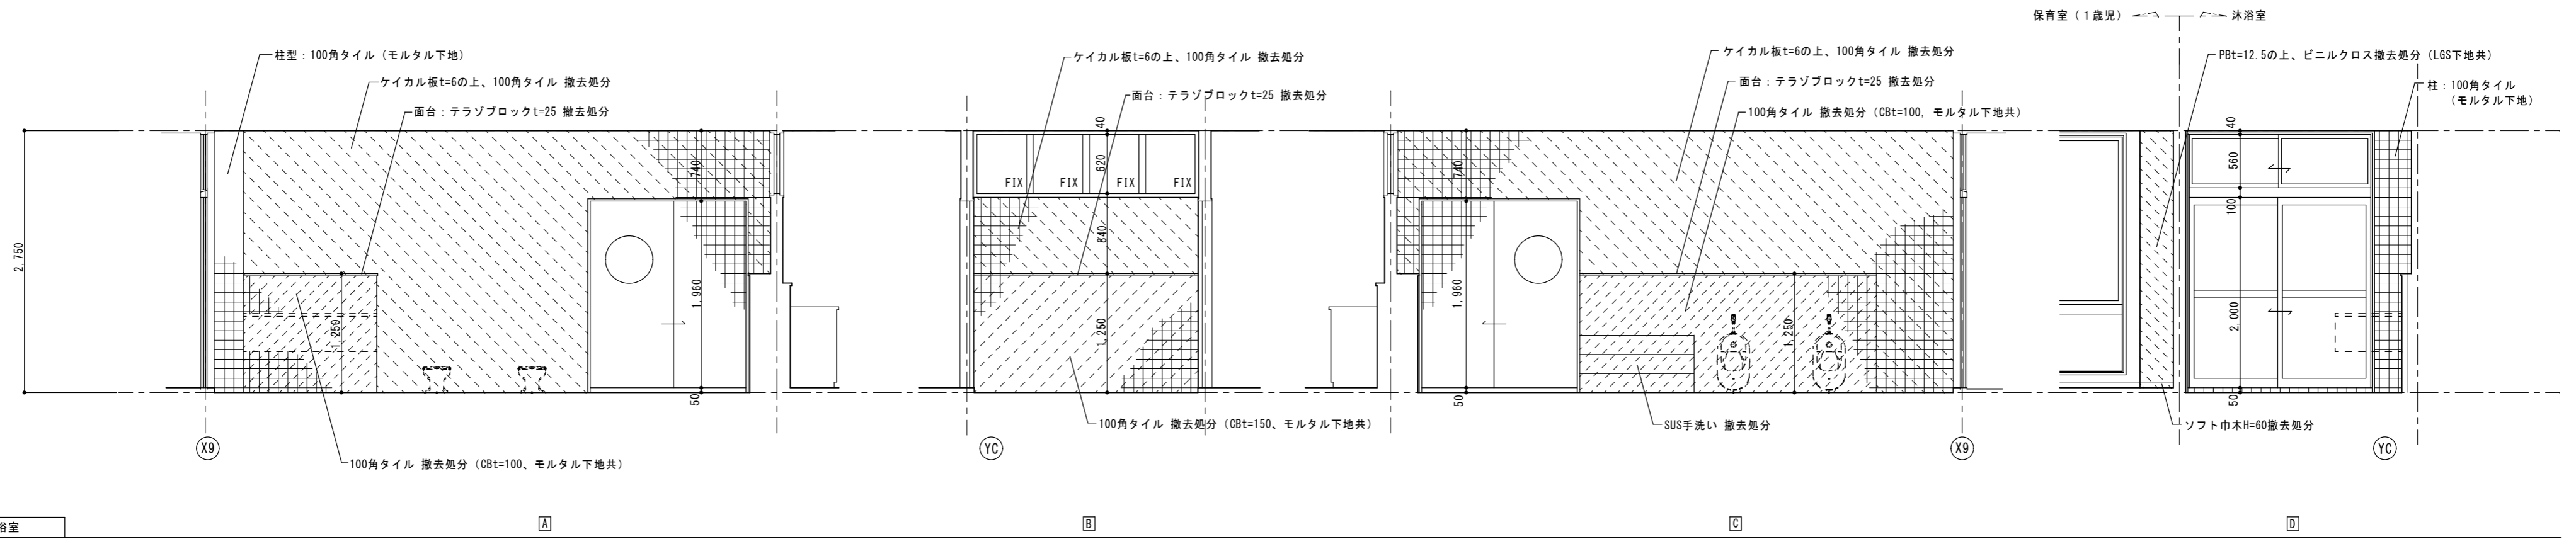 保育室（１歳児）
沐浴室
柱型：100角タイル（モルタル下地）
ケイカル板t=6の上、100角タイル 撤去処分
面台：テラゾブロックt=25 撤去処分
2,750
740
1,960
1,250
50
100角タイル 撤去処分（CBt=100、モルタル下地共）
X9
A
ケイカル板t=6の上、100角タイル 撤去処分
面台：テラゾブロックt=25 撤去処分
40
620
FIX
FIX
FIX
FIX
840
1,250
100角タイル 撤去処分（CBt=150、モルタル下地共）
YC
B
ケイカル板t=6の上、100角タイル 撤去処分
面台：テラゾブロックt=25 撤去処分
100角タイル 撤去処分（CBt=100、モルタル下地共）
740
1,960
1,250
50
SUS手洗い 撤去処分
X9
C
PBt=12.5の上、ビニルクロス撤去処分（LGS下地共）
柱：100角タイル
（モルタル下地）
40
560
100
2,000
50
ソフト巾木H=60撤去処分
YC
D
浴室